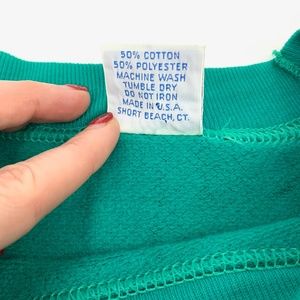 50% COTTON
50% POLYESTER
MACHINE WASH
TUMBLE DRY
DO NOT IRON
MADE IN U.S.A.
SHORT BEACH, CT.